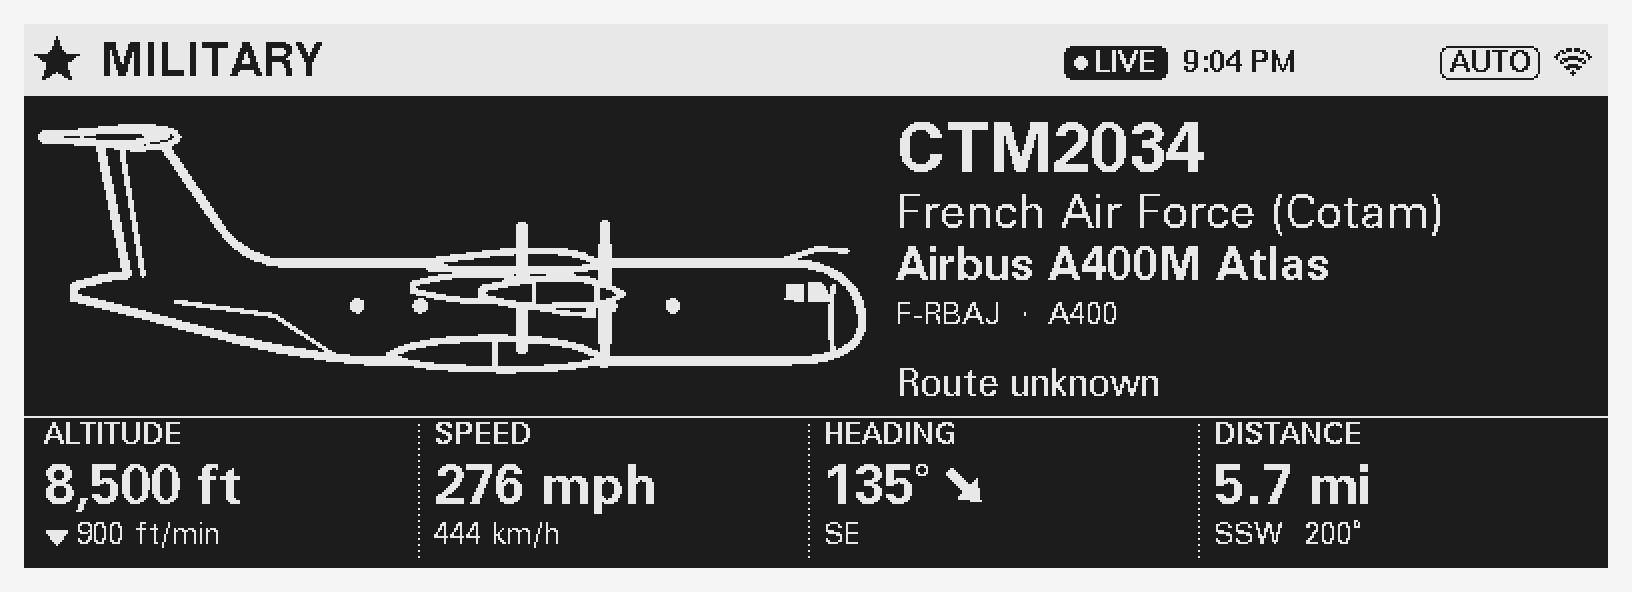 MILITARY
LIVE 9:04 PM AUTO
CTM2034
French Air Force (Cotam)
Airbus A400M Atlas
F-RBAJ · A400
Route unknown
ALTITUDE
8,500 ft
900 ft/min
SPEED
276 mph
444 km/h
HEADING
135°
SE
DISTANCE
5.7 mi
SSW 200°